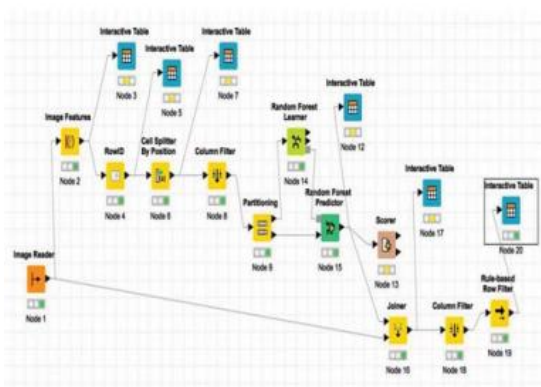 Interactive Table
Node 3
Interactive Table
Node 5
Interactive Table
Node 7
Image Features
Node 2
RowID
Node 4
Cell Splitter
By Position
Node 6
Column Filter
Node 8
Random Forest
Learner
Node 14
Interactive Table
Node 12
Partitioning
Node 9
Random Forest
Predictor
Node 15
Scorer
Node 13
Interactive Table
Node 17
Interactive Table
Node 20
Image Reader
Node 1
Joiner
Node 16
Column Filter
Node 18
Rule-based
Row Filter
Node 19